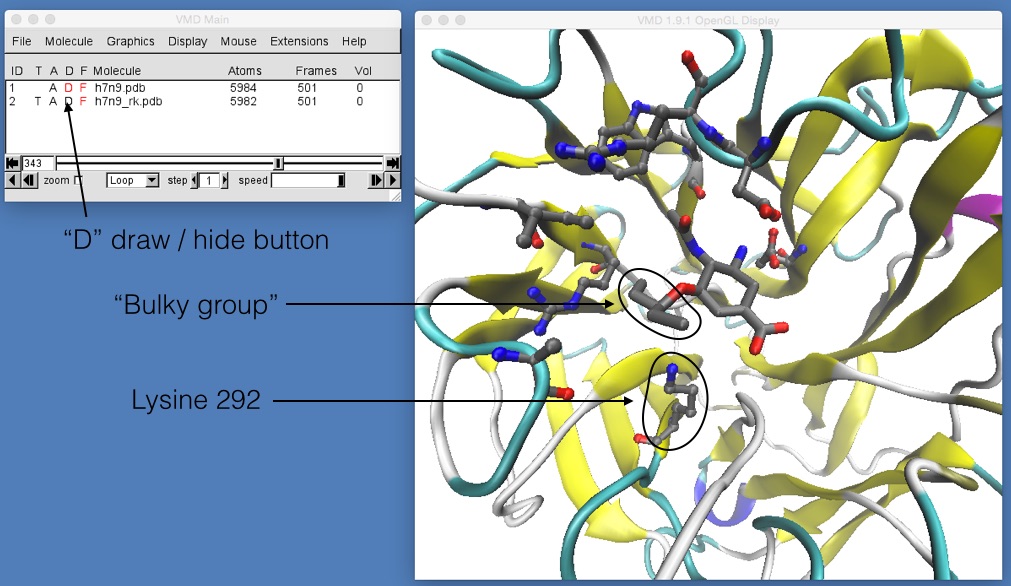 VMD Main
File Molecule Graphics Display Mouse Extensions Help
ID T A D F Molecule Atoms Frames Vol
1 A D F h7n9.pdb 5984 501 0
2 T A D F h7n9_rk.pdb 5982 501 0
343
zoom Loop step 1 speed
VMD 1.9.1 OpenGL Display
“D” draw / hide button
“Bulky group”
Lysine 292